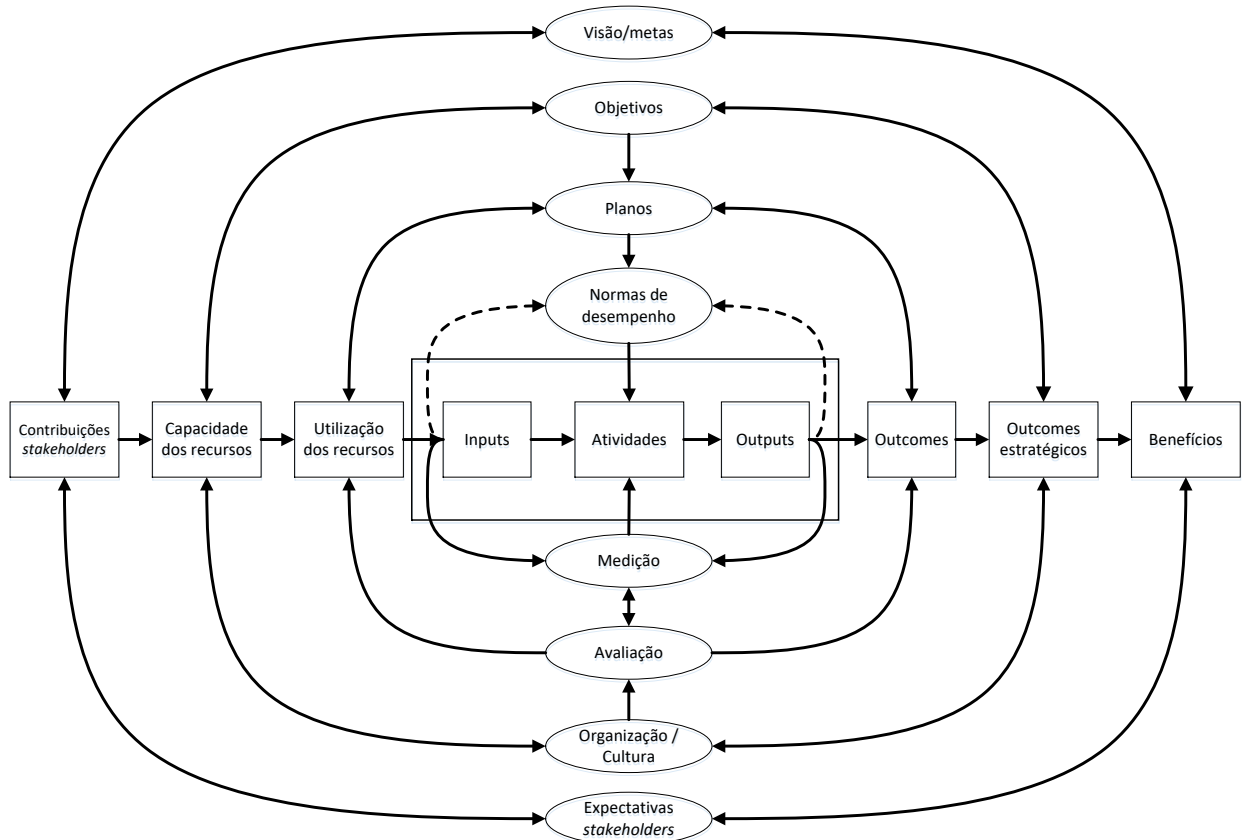 Visão/metas
Objetivos
Planos
Normas de
desempenho
Contribuições
stakeholders
Capacidade
dos recursos
Utilização
dos recursos
Inputs
Atividades
Outputs
Outcomes
Outcomes
estratégicos
Benefícios
Medição
Avaliação
Organização /
Cultura
Expectativas
stakeholders